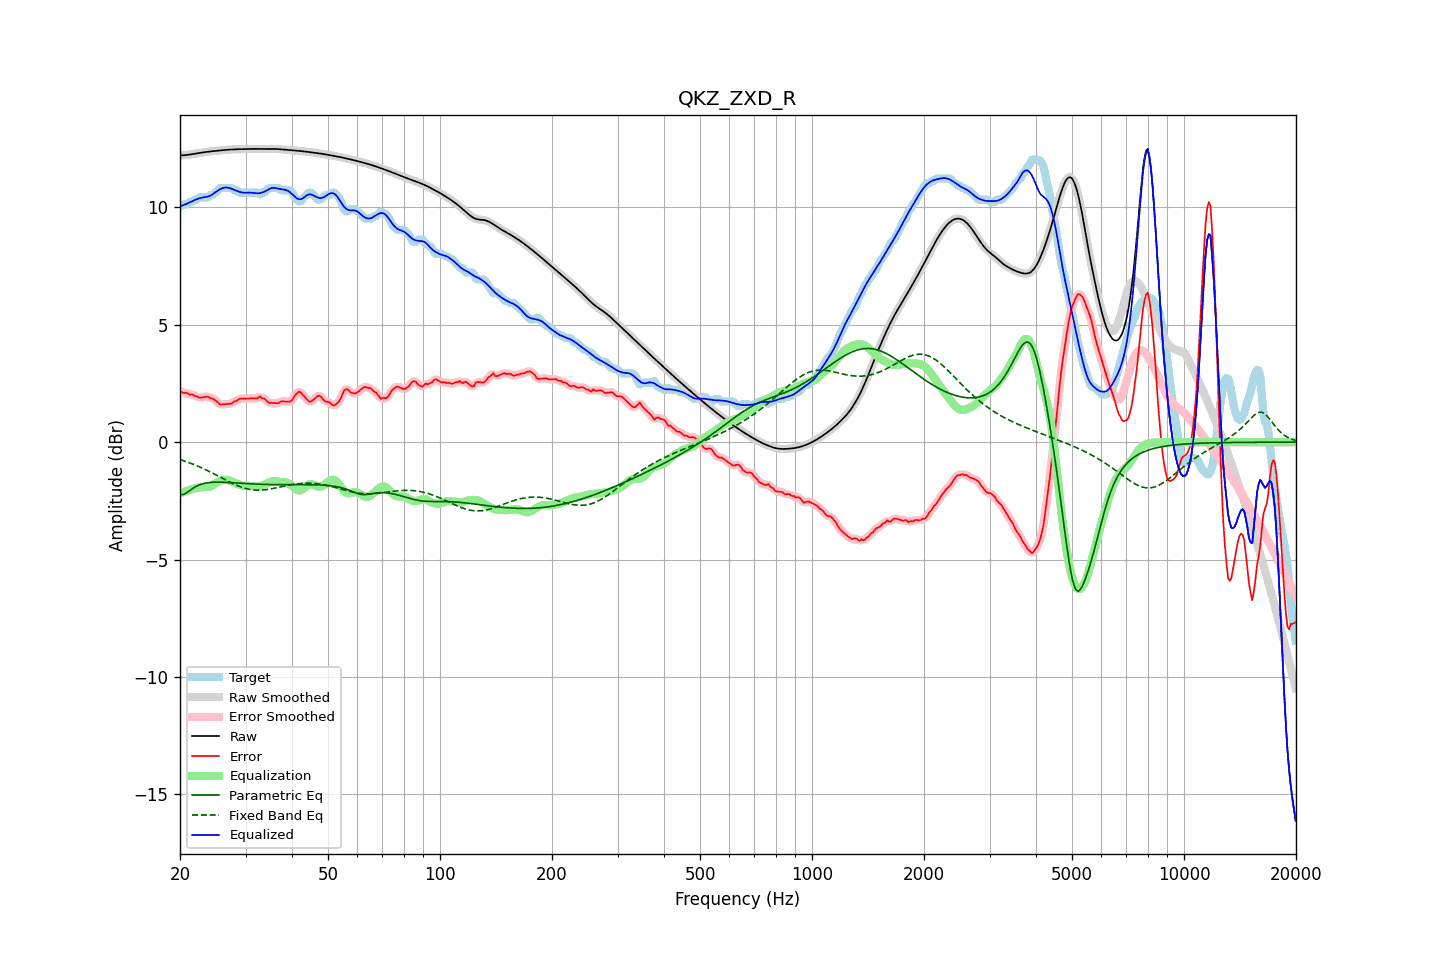 QKZ_ZXD_R
Amplitude (dBr)
10
5
0
−5
−10
−15
Target
Raw Smoothed
Error Smoothed
Raw
Error
Equalization
Parametric Eq
Fixed Band Eq
Equalized
20 50 100 200 500 1000 2000 5000 10000 20000
Frequency (Hz)